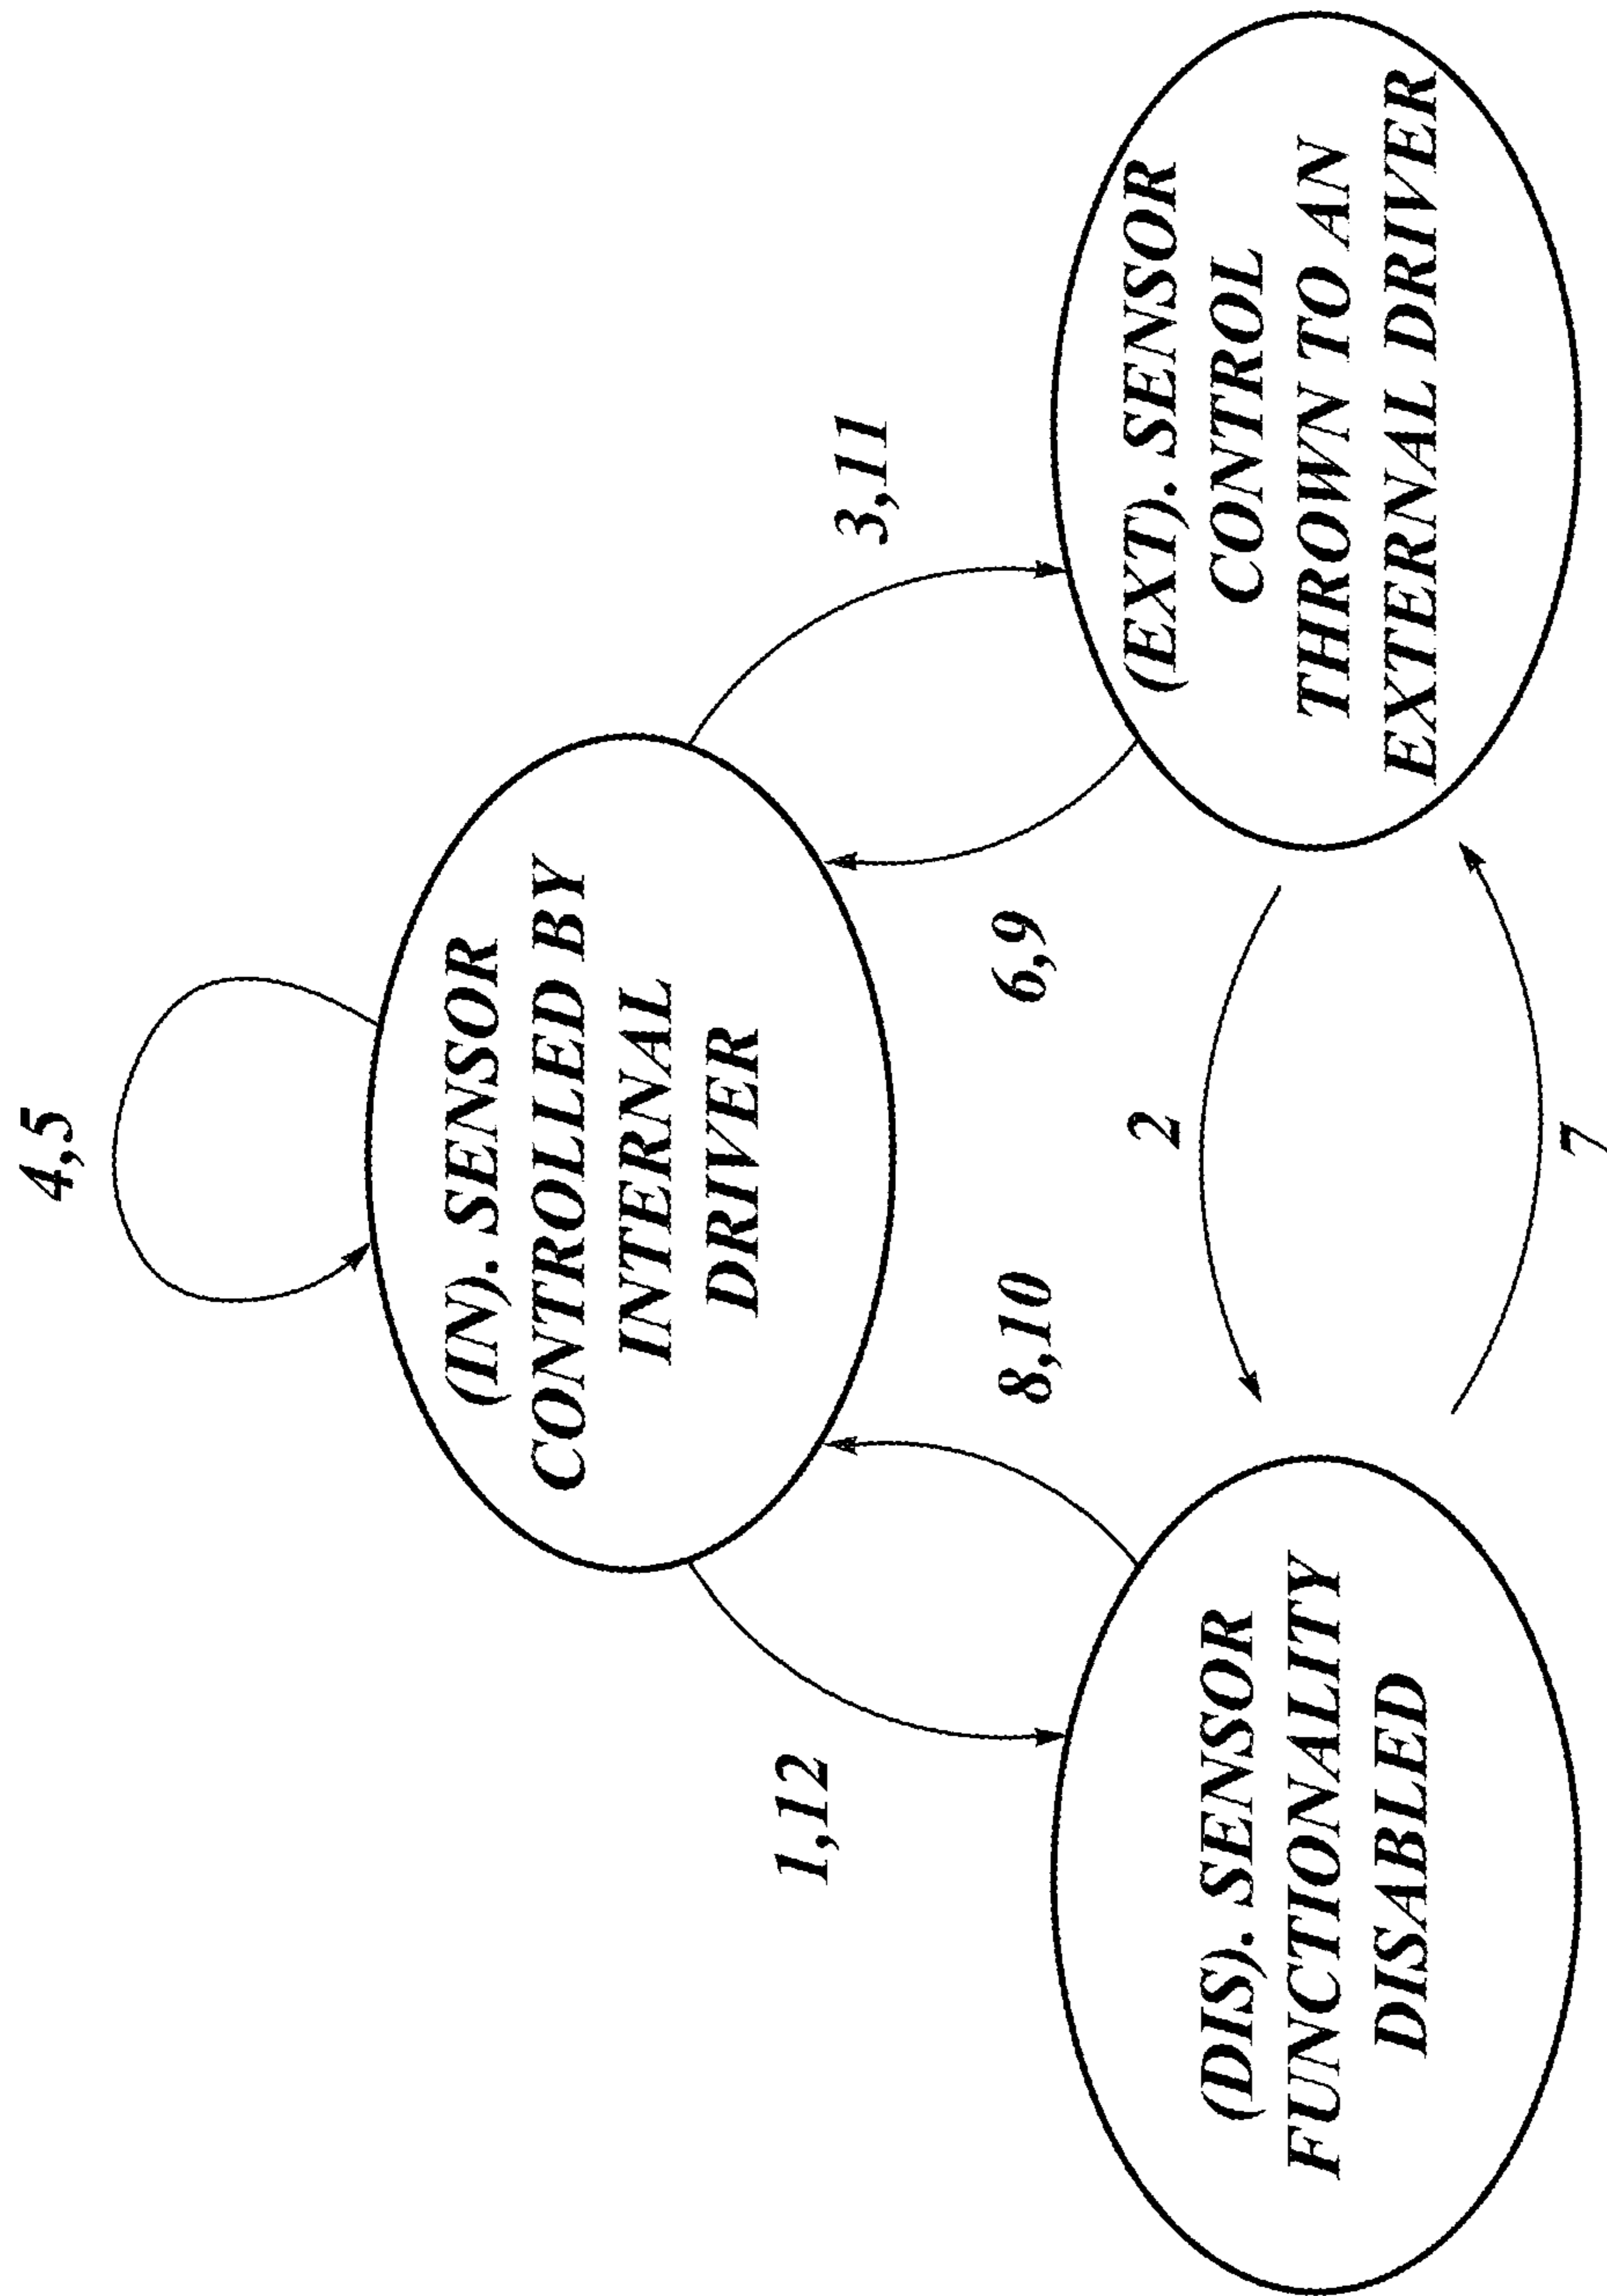 4,5
(IN). SENSOR
CONTROLLED BY
INTERNAL
DRIVER
1,12
3,11
8,10
6,9
2
(DIS). SENSOR
FUNCTIONALITY
DISABLED
(EXT). SENSOR
CONTROL
THROWN TO AN
EXTERNAL DRIVER
7